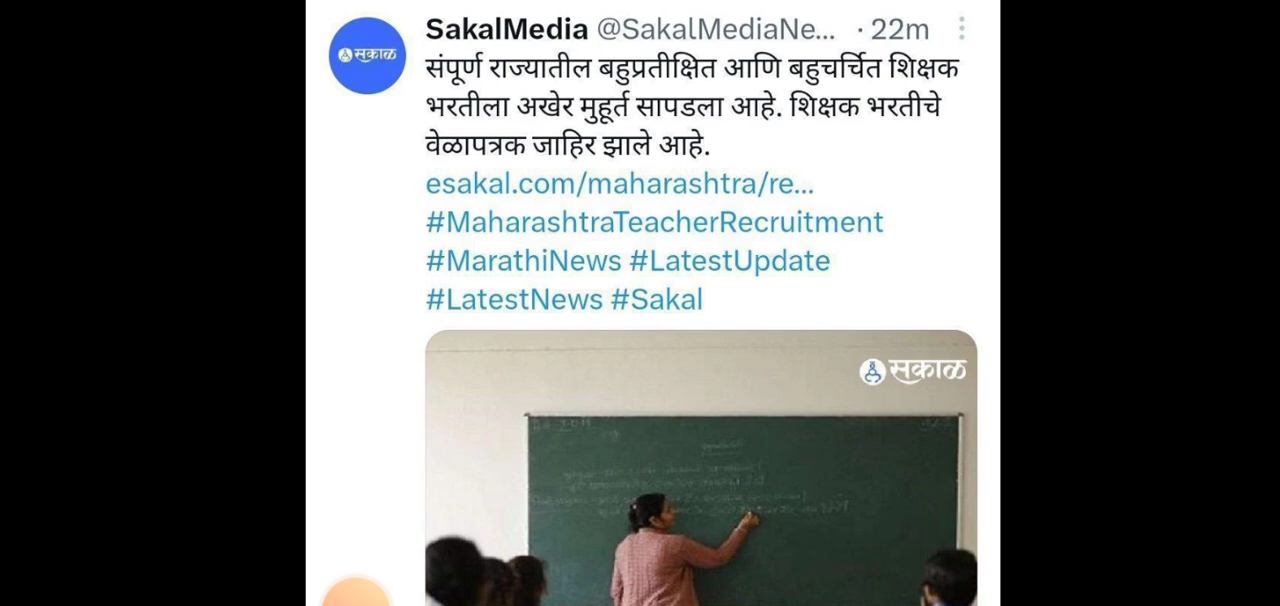 SakalMedia @SakalMediaNe... · 22m
सकाळ
संपूर्ण राज्यातील बहुप्रतीक्षित आणि बहुचर्चित शिक्षक
भरतीला अखेर मुहूर्त सापडला आहे. शिक्षक भरतीचे
वेळापत्रक जाहिर झाले आहे.
esakal.com/maharashtra/re...
#MaharashtraTeacherRecruitment
#MarathiNews #LatestUpdate
#LatestNews #Sakal
सकाळ